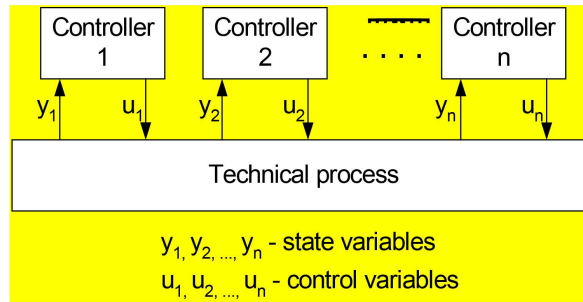 Controller
1
Controller
2
. . . .
Controller
n
y1
u1
y2
u2
yn
un
Technical process
y1, y2, ..., yn - state variables
u1, u2, ..., un - control variables